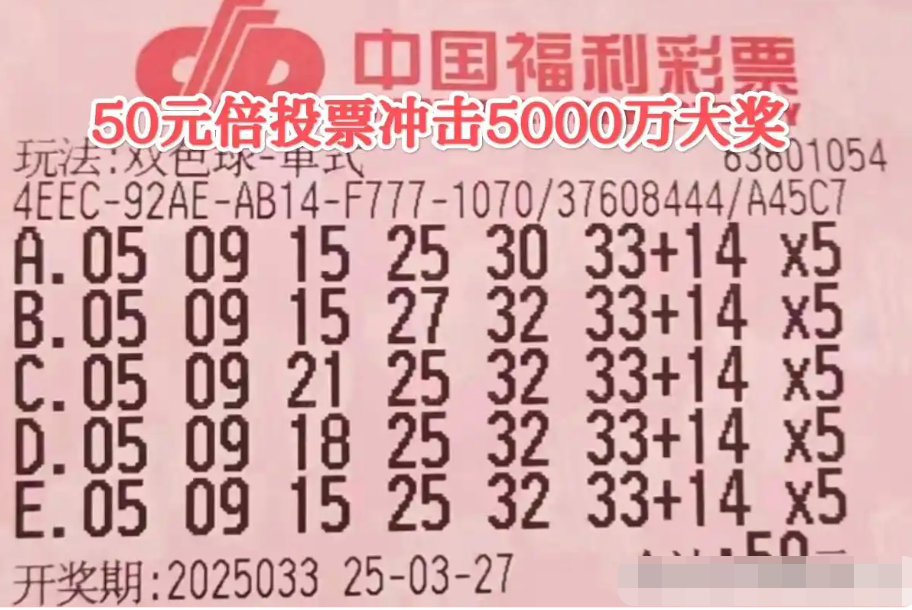 中国福利彩票
50元倍投票冲击5000万大奖
玩法:双色球-单式 83801054
4EEC-92AE-AB14-F777-1070/37608444/A45C7
A.05 09 15 25 30 33+14 x5
B.05 09 15 27 32 33+14 x5
C.05 09 21 25 32 33+14 x5
D.05 09 18 25 32 33+14 x5
E.05 09 15 25 32 33+14 x5
开奖期:2025033 25-03-27